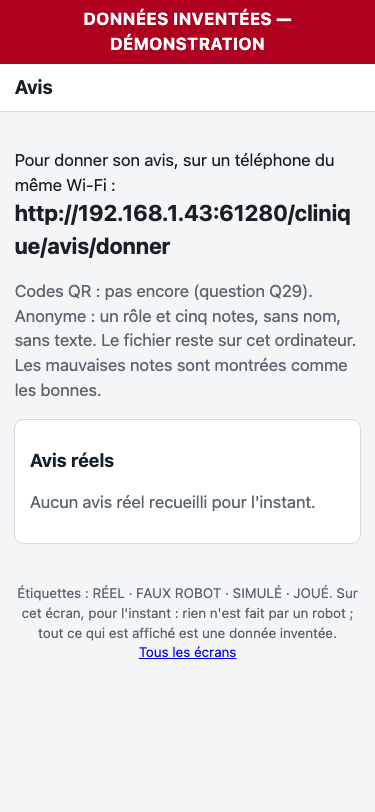 DONNÉES INVENTÉES —
DÉMONSTRATION
Avis
Pour donner son avis, sur un téléphone du
même Wi-Fi :
http://192.168.1.43:61280/cliniq
ue/avis/donner
Codes QR : pas encore (question Q29).
Anonyme : un rôle et cinq notes, sans nom,
sans texte. Le fichier reste sur cet ordinateur.
Les mauvaises notes sont montrées comme
les bonnes.
Avis réels
Aucun avis réel recueilli pour l'instant.
Étiquettes : RÉEL · FAUX ROBOT · SIMULÉ · JOUÉ. Sur
cet écran, pour l'instant : rien n'est fait par un robot ;
tout ce qui est affiché est une donnée inventée.
Tous les écrans